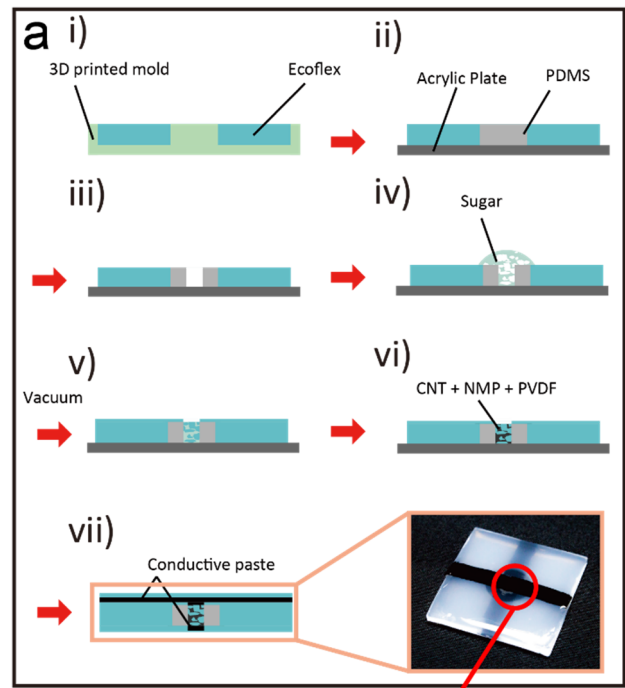 a
i)
3D printed mold
Ecoflex
ii)
Acrylic Plate
PDMS
iii)
iv)
Sugar
v)
Vacuum
vi)
CNT + NMP + PVDF
vii)
Conductive paste